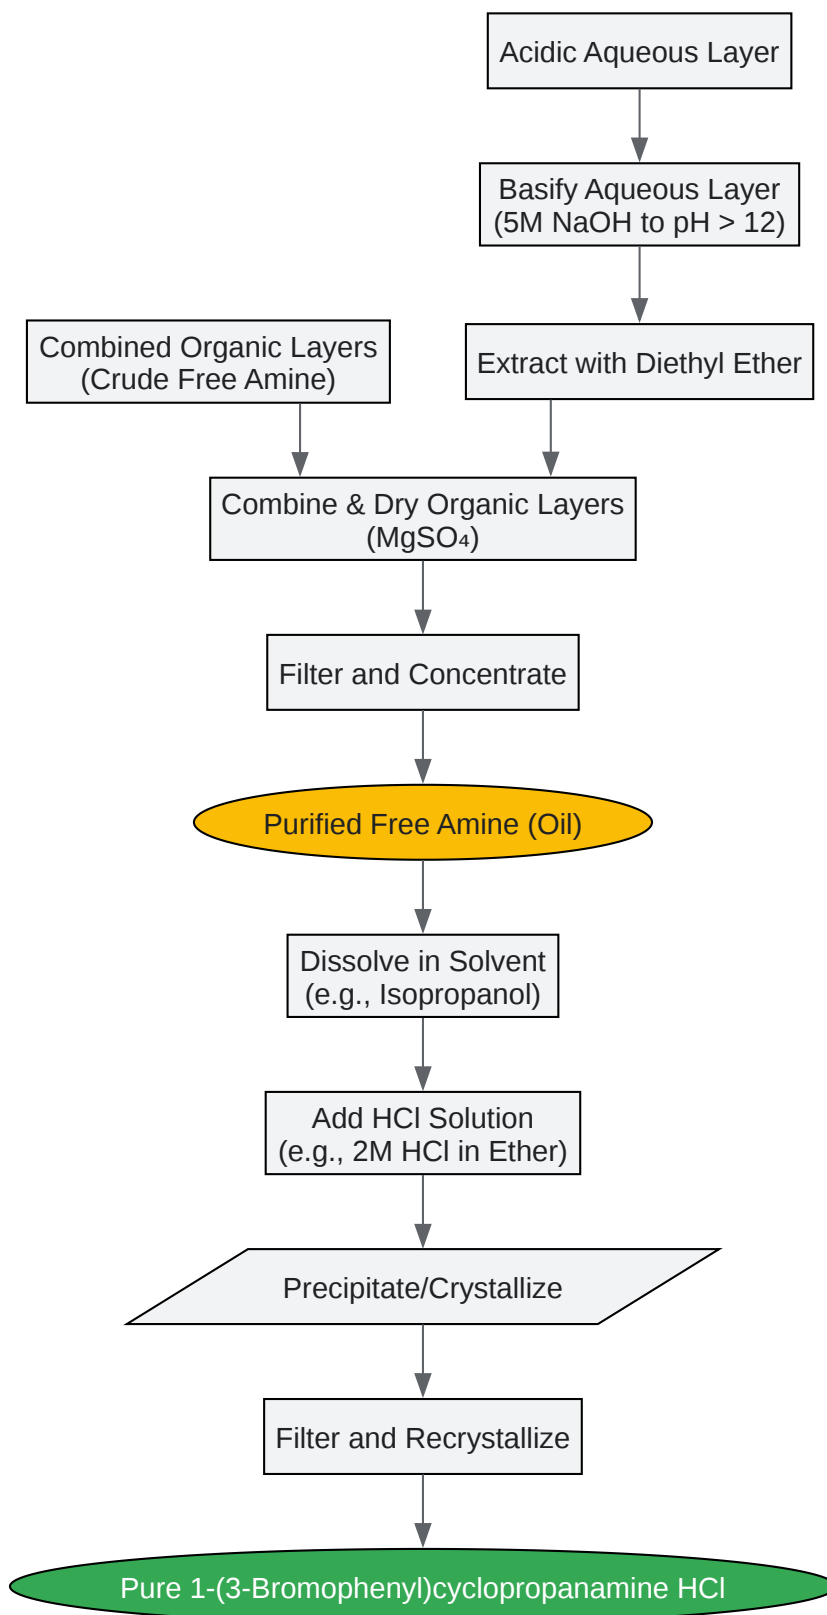 Acidic Aqueous Layer
Basify Aqueous Layer
(5M NaOH to pH > 12)
Combined Organic Layers
(Crude Free Amine)
Extract with Diethyl Ether
Combine & Dry Organic Layers
(MgSO₄)
Filter and Concentrate
Purified Free Amine (Oil)
Dissolve in Solvent
(e.g., Isopropanol)
Add HCl Solution
(e.g., 2M HCl in Ether)
Precipitate/Crystallize
Filter and Recrystallize
Pure 1-(3-Bromophenyl)cyclopropanamine HCl